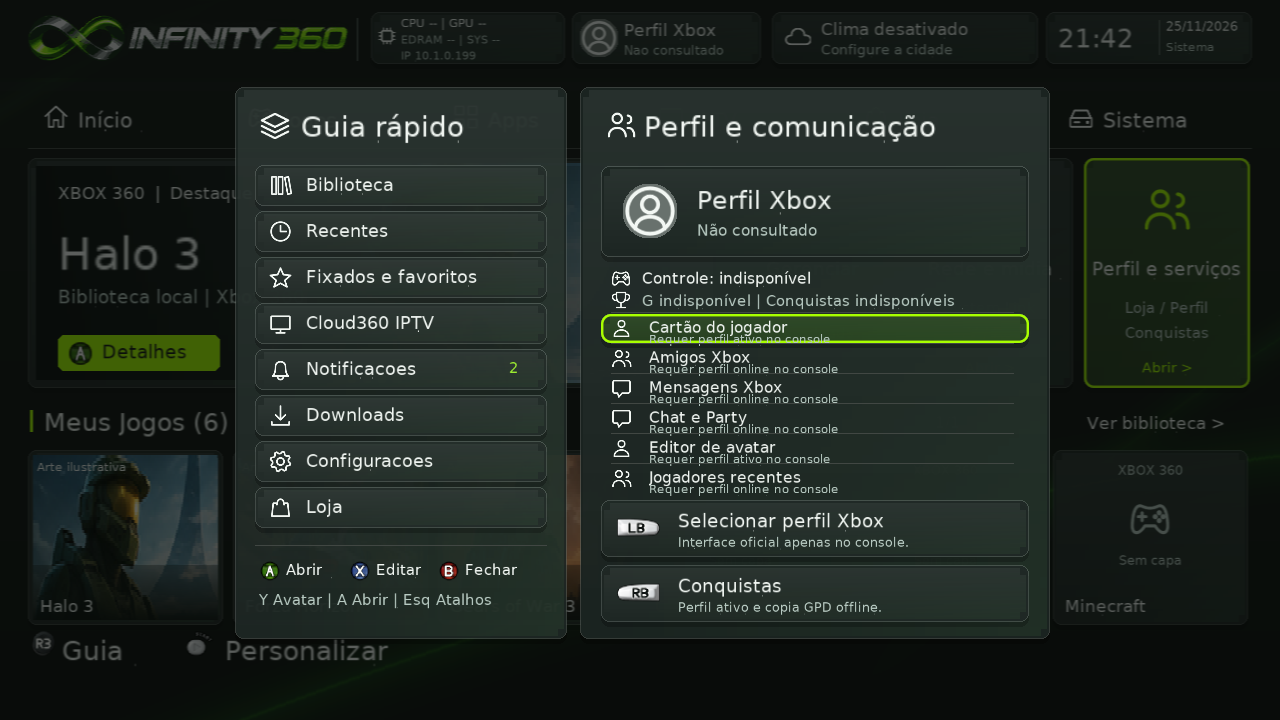 INFINITY 360
CPU -- | GPU --
EDRAM -- | SYS --
IP 10.1.0.199
Perfil Xbox
Nao consultado
Clima desativado
Configure a cidade
21:42
25/11/2026
Sistema
Início
Apps
Sistema
XBOX 360 | Destaqu
Halo 3
Biblioteca local | Xb
A Detalhes
Meus Jogos (6)
Arte ilustrativa
Halo 3
R3 Guia
Personalizar
Guia rápido
Biblioteca
Recentes
Fixados e favoritos
Cloud360 IPTV
Notificacoes 2
Downloads
Configuracoes
Loja
A Abrir X Editar B Fechar
Y Avatar | A Abrir | Esq Atalhos
Perfil e comunicação
Perfil Xbox
Não consultado
Controle: indisponível
G indisponível | Conquistas indisponíveis
Cartão do jogador
Requer perfil ativo no console
Amigos Xbox
Requer perfil online no console
Mensagens Xbox
Requer perfil online no console
Chat e Party
Requer perfil online no console
Editor de avatar
Requer perfil ativo no console
Jogadores recentes
Requer perfil online no console
LB Selecionar perfil Xbox
Interface oficial apenas no console.
RB Conquistas
Perfil ativo e copia GPD offline.
Perfil e serviços
Loja / Perfil
Conquistas
Abrir >
Ver biblioteca >
XBOX 360
Sem capa
Minecraft